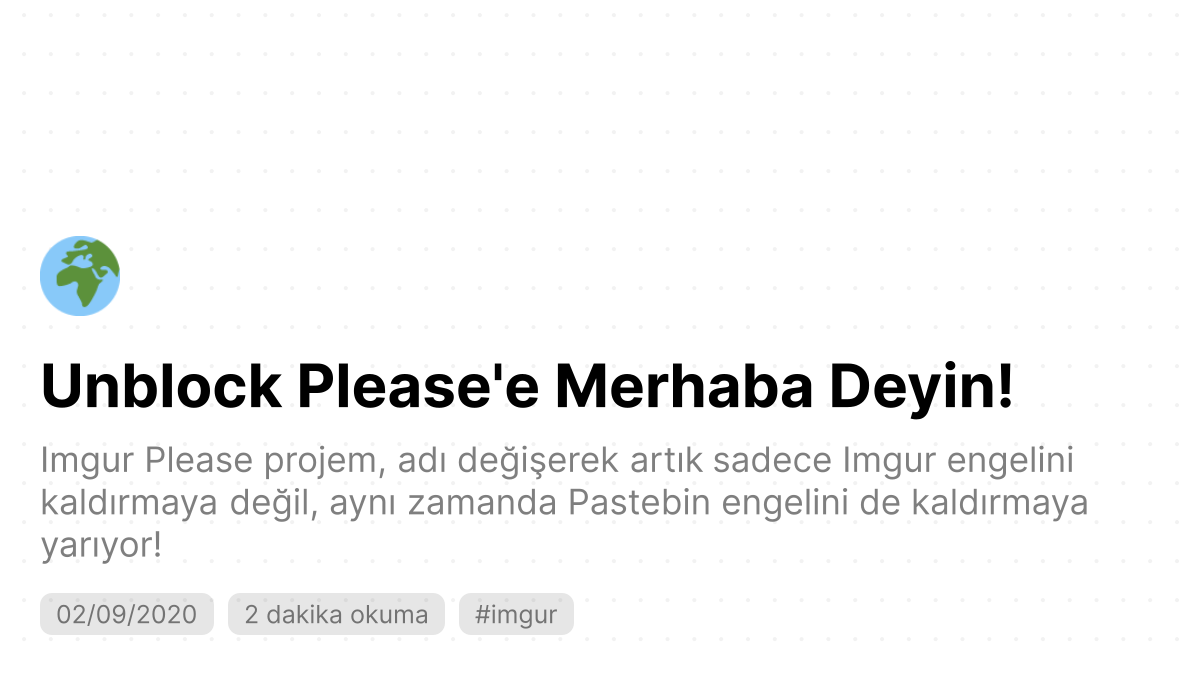 Unblock Please'e Merhaba Deyin!
Imgur Please projem, adı değişerek artık sadece Imgur engelini
kaldırmaya değil, aynı zamanda Pastebin engelini de kaldırmaya
yarıyor!
02/09/2020 2 dakika okuma #imgur